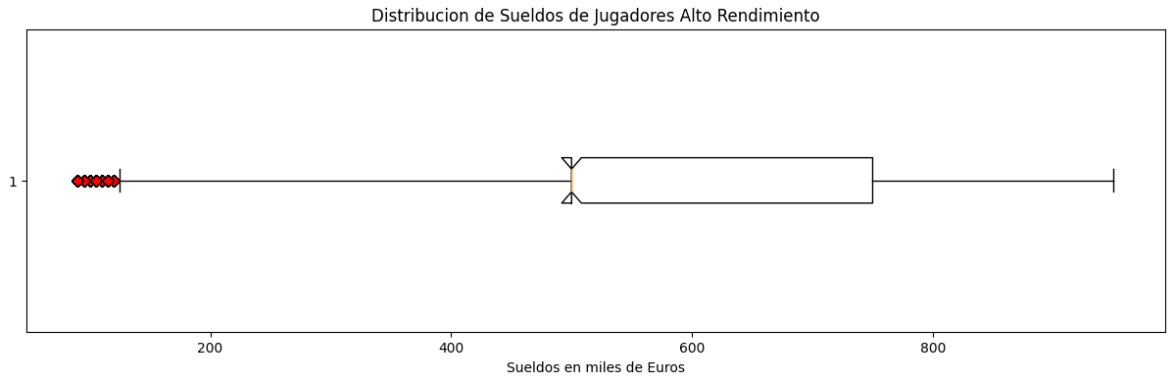 Distribucion de Sueldos de Jugadores Alto Rendimiento
1
200 400 600 800
Sueldos en miles de Euros